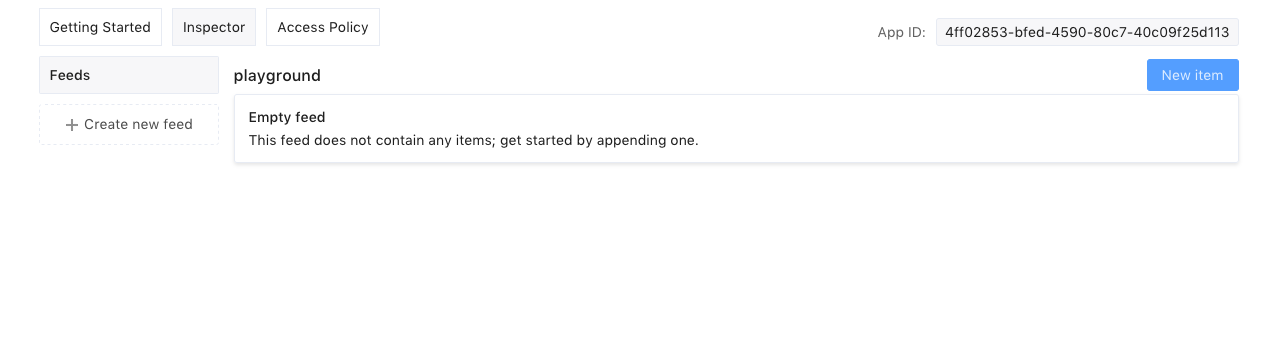 Getting Started Inspector Access Policy App ID: 4ff02853-bfed-4590-80c7-40c09f25d113
Feeds
+ Create new feed
playground New item
Empty feed
This feed does not contain any items; get started by appending one.